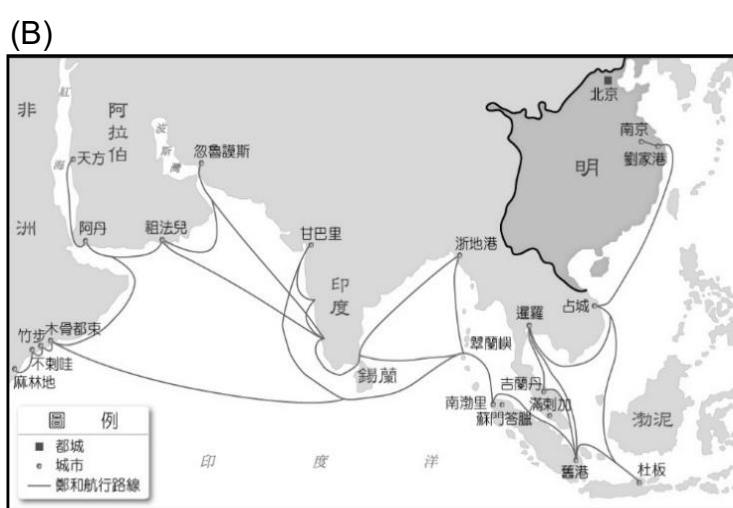 (B)
北京
南京
劉家港
明
非洲
紅海
阿拉伯
波斯灣
天方
忽魯謨斯
阿丹
祖法兒
甘巴里
印度
浙地港
占城
暹羅
翠蘭嶼
錫蘭
竹步
木骨都束
不剌哇
麻林地
吉蘭丹
南渤里
滿剌加
蘇門答臘
渤泥
舊港
杜板
印度洋
圖例
都城
城市
鄭和航行路線